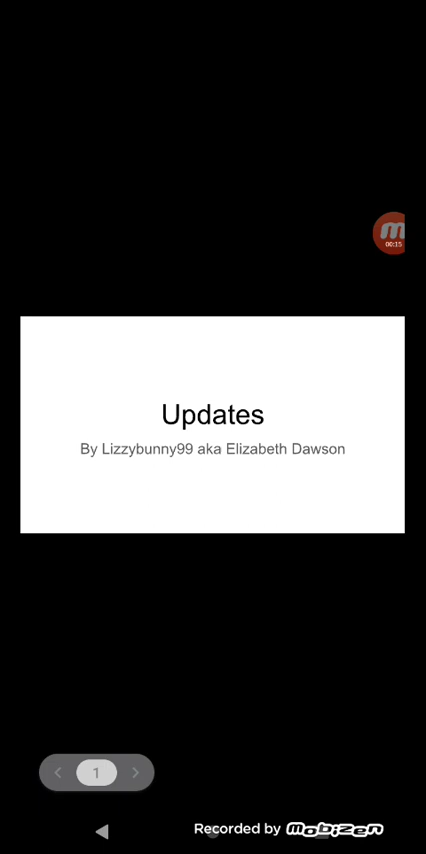 00:15
Updates
By Lizzybunny99 aka Elizabeth Dawson
1
Recorded by mobizen